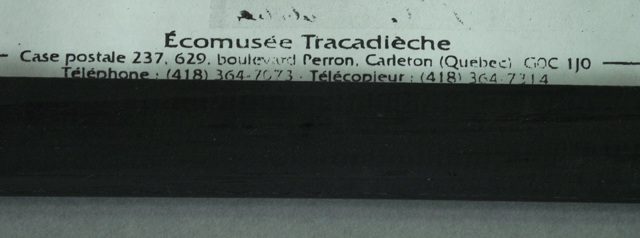 Écomusée Tracadièche
Case postale 237, 629, boulevard Perron, Carleton (Quebec) G0C 1J0
Téléphone : (418) 364-7073 · Télécopieur : (418) 364-7314